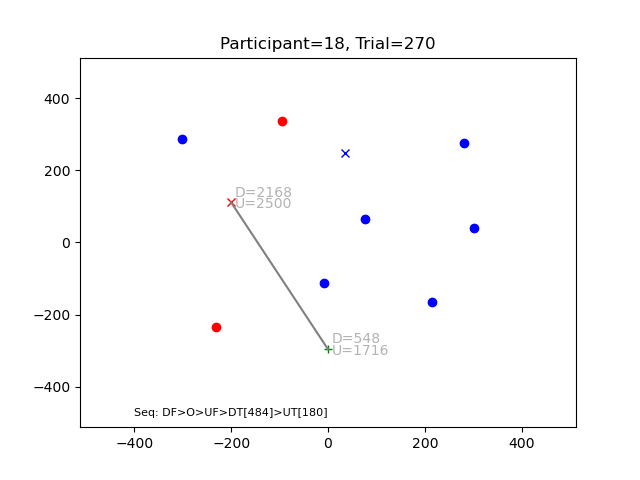 Participant=18, Trial=270
400
200
0
−200
−400
D=2168
U=2500
D=548
U=1716
Seq: DF>O>UF>DT[484]>UT[180]
−400 −200 0 200 400